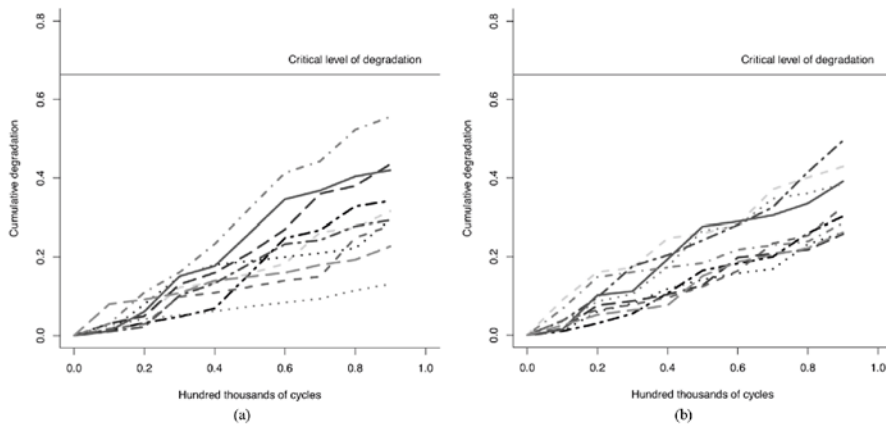 0.8
0.6
0.4
0.2
0.0
Cumulative degradation
Critical level of degradation
0.0 0.2 0.4 0.6 0.8 1.0
Hundred thousands of cycles
(a)
0.8
0.6
0.4
0.2
0.0
Cumulative degradation
Critical level of degradation
0.0 0.2 0.4 0.6 0.8 1.0
Hundred thousands of cycles
(b)